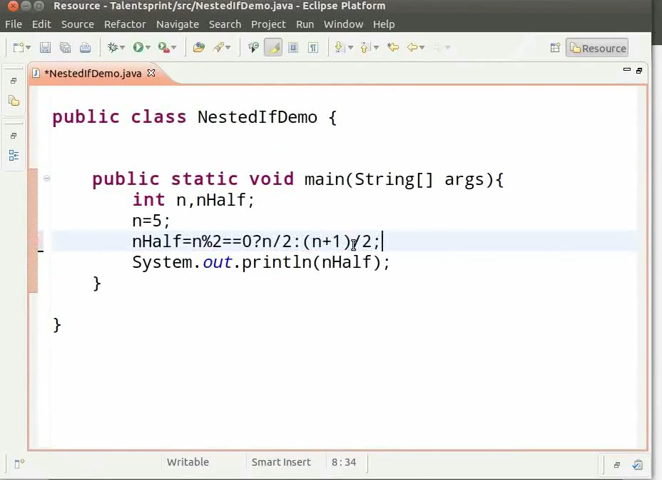 Resource - Talentsprint/src/NestedIfDemo.java - Eclipse Platform
File Edit Source Refactor Navigate Search Project Run Window Help
Resource
*NestedIfDemo.java
public class NestedIfDemo {
public static void main(String[] args){
int n,nHalf;
n=5;
nHalf=n%2==0?n/2:(n+1)/2;
System.out.println(nHalf);
}
}
Writable Smart Insert 8:34